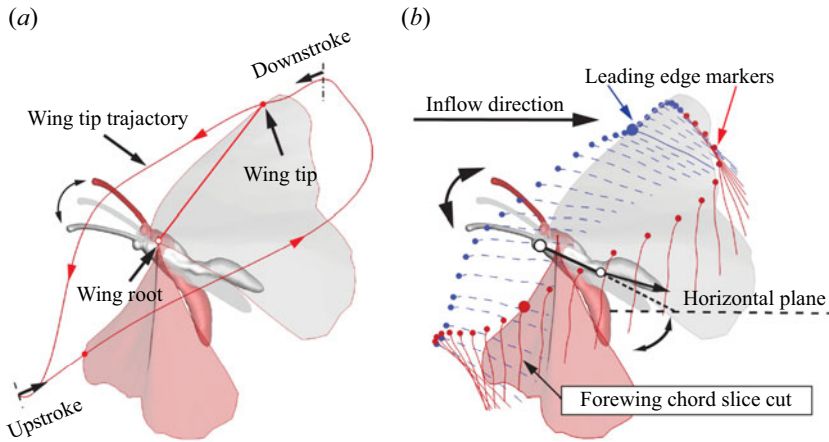 (a)
Downstroke
Wing tip trajectory
Wing tip
Wing root
Upstroke
(b)
Leading edge markers
Inflow direction
Horizontal plane
Forewing chord slice cut